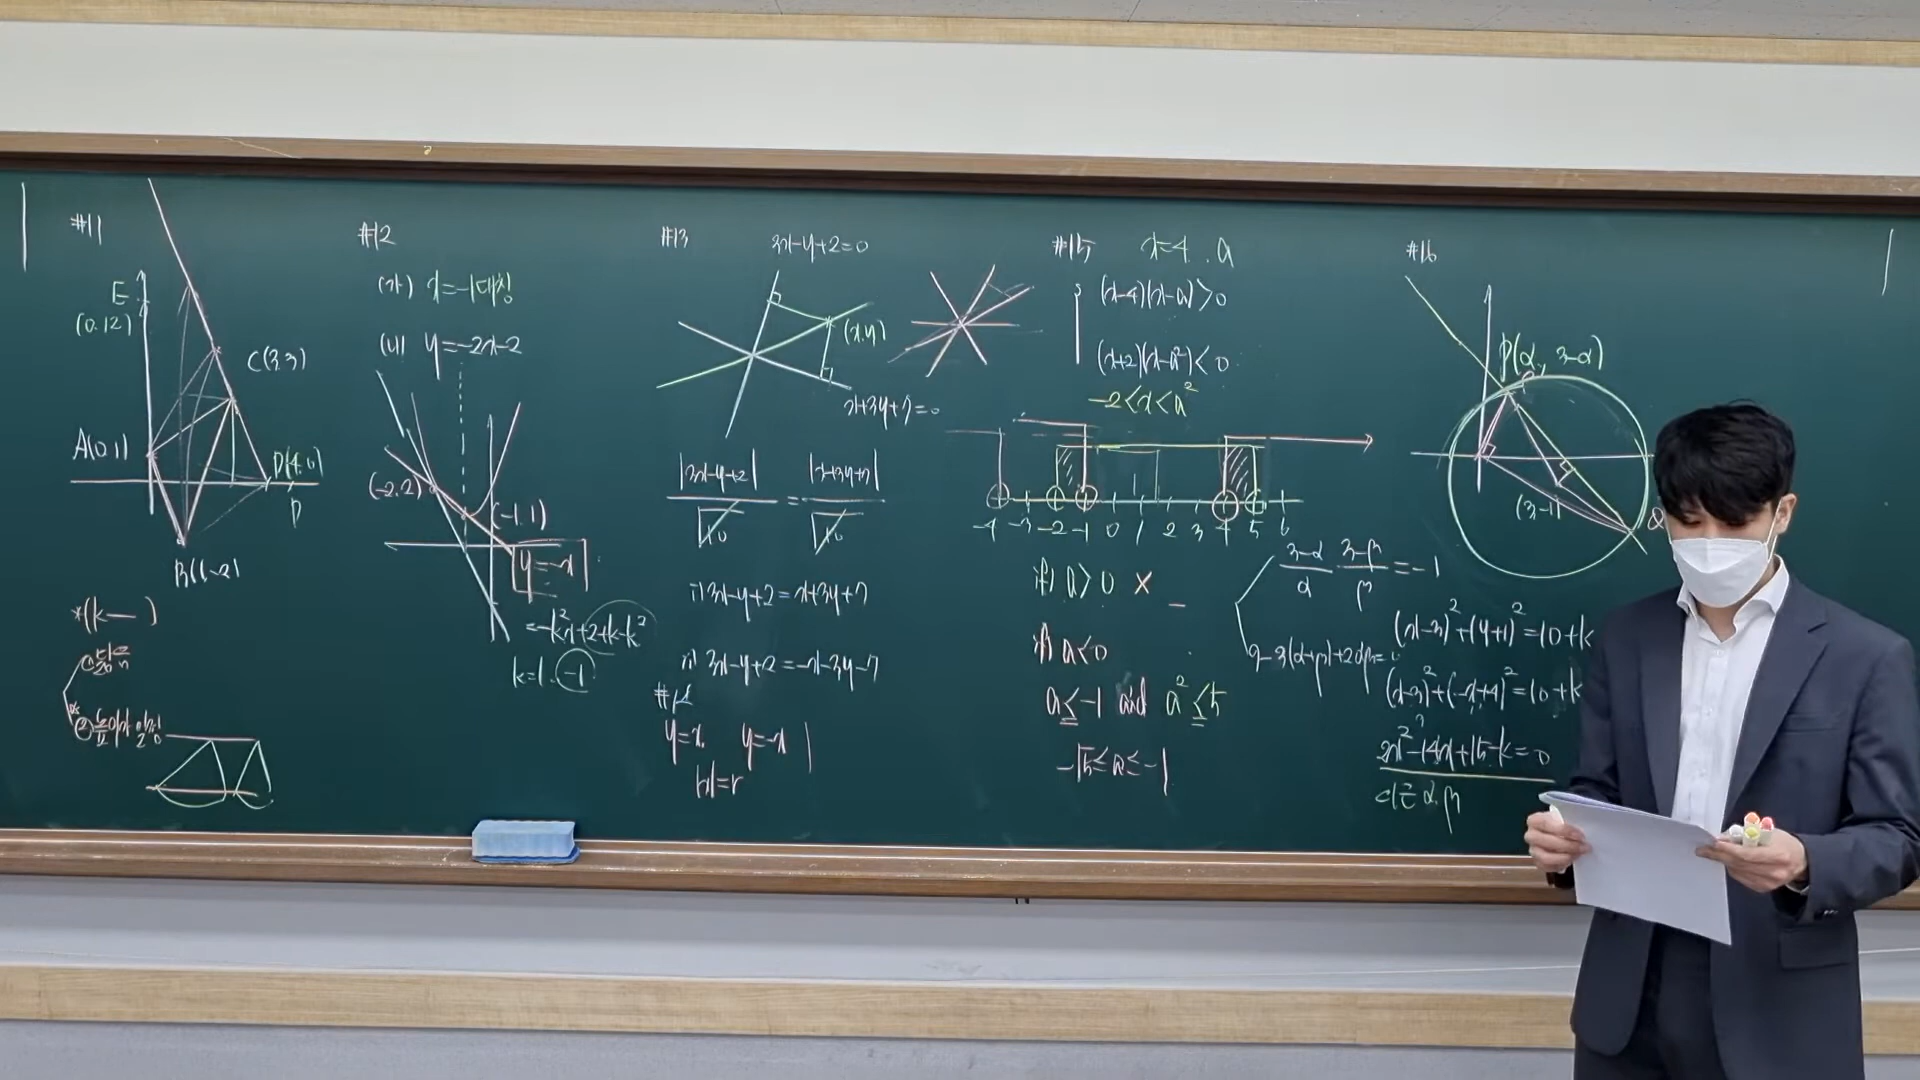 #11
E
(0.12)
C(3,3)
A(0,1)
D(4,0)
P
B(1,-2)
*(k— )
#12
(가) x=-1대칭!
(나) y=-2x-2
(-2.2)
(-1.1)
y=-x
=-k²x+2+k-k²
k=1.-1
#13
3x-y+2=0
(x.y)
x+3y+7=0
|3x-y+2|/√10 = |x+3y+7|/√10
i) 3x-y+2=x+3y+7
ii) 3x-y+2=-x-3y-7
y=x. y=-x
|b|=r
#15
x=4 . a
(x-4)(x-a)>0
(x+2)(x-a²)<0
-2<x<a²
-4 -3 -2 -1 0 1 2 3 4 5 6
if) a>0 ×
if) a<0
a≤-1 and a²≤5
-√5≤a≤-1
#16
P(α, 3-α)
(3,-1)
Q
3-α/α 3-β/β =-1
9-3(α+β)+2αβ=0
(x-3)²+(y+1)²=10+k
(x-3)²+(-x+4)²=10+k
2x²-14x+15-k=0
근 α.β